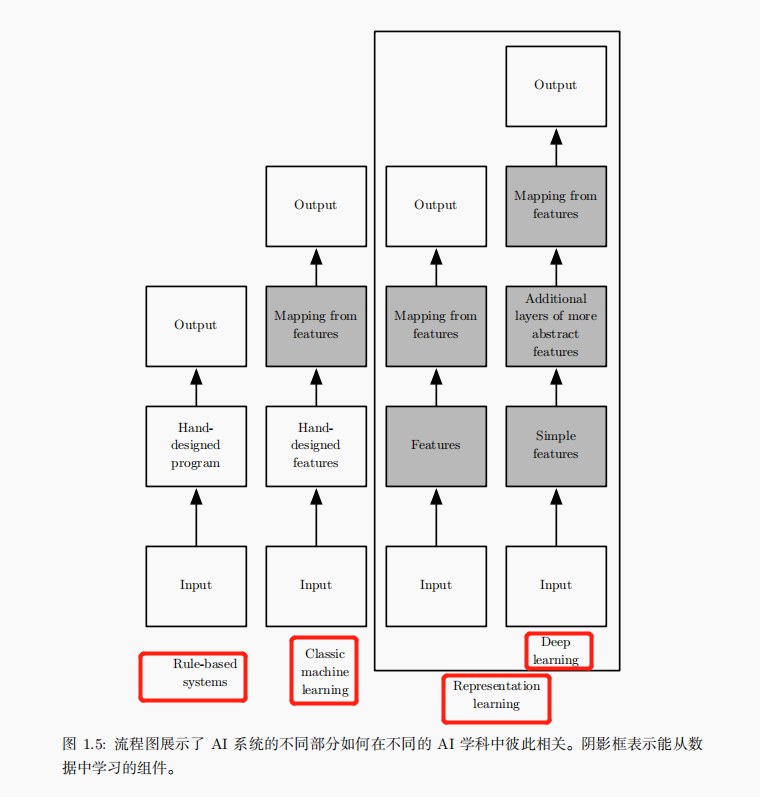 Output
Output
Output
Mapping from
features
Output
Mapping from
features
Mapping from
features
Additional
layers of more
abstract
features
Hand-
designed
program
Hand-
designed
features
Features
Simple
features
Input
Input
Input
Input
Rule-based
systems
Classic
machine
learning
Deep
learning
Representation
learning
图 1.5: 流程图展示了 AI 系统的不同部分如何在不同的 AI 学科中彼此相关。阴影框表示能从数
据中学习的组件。